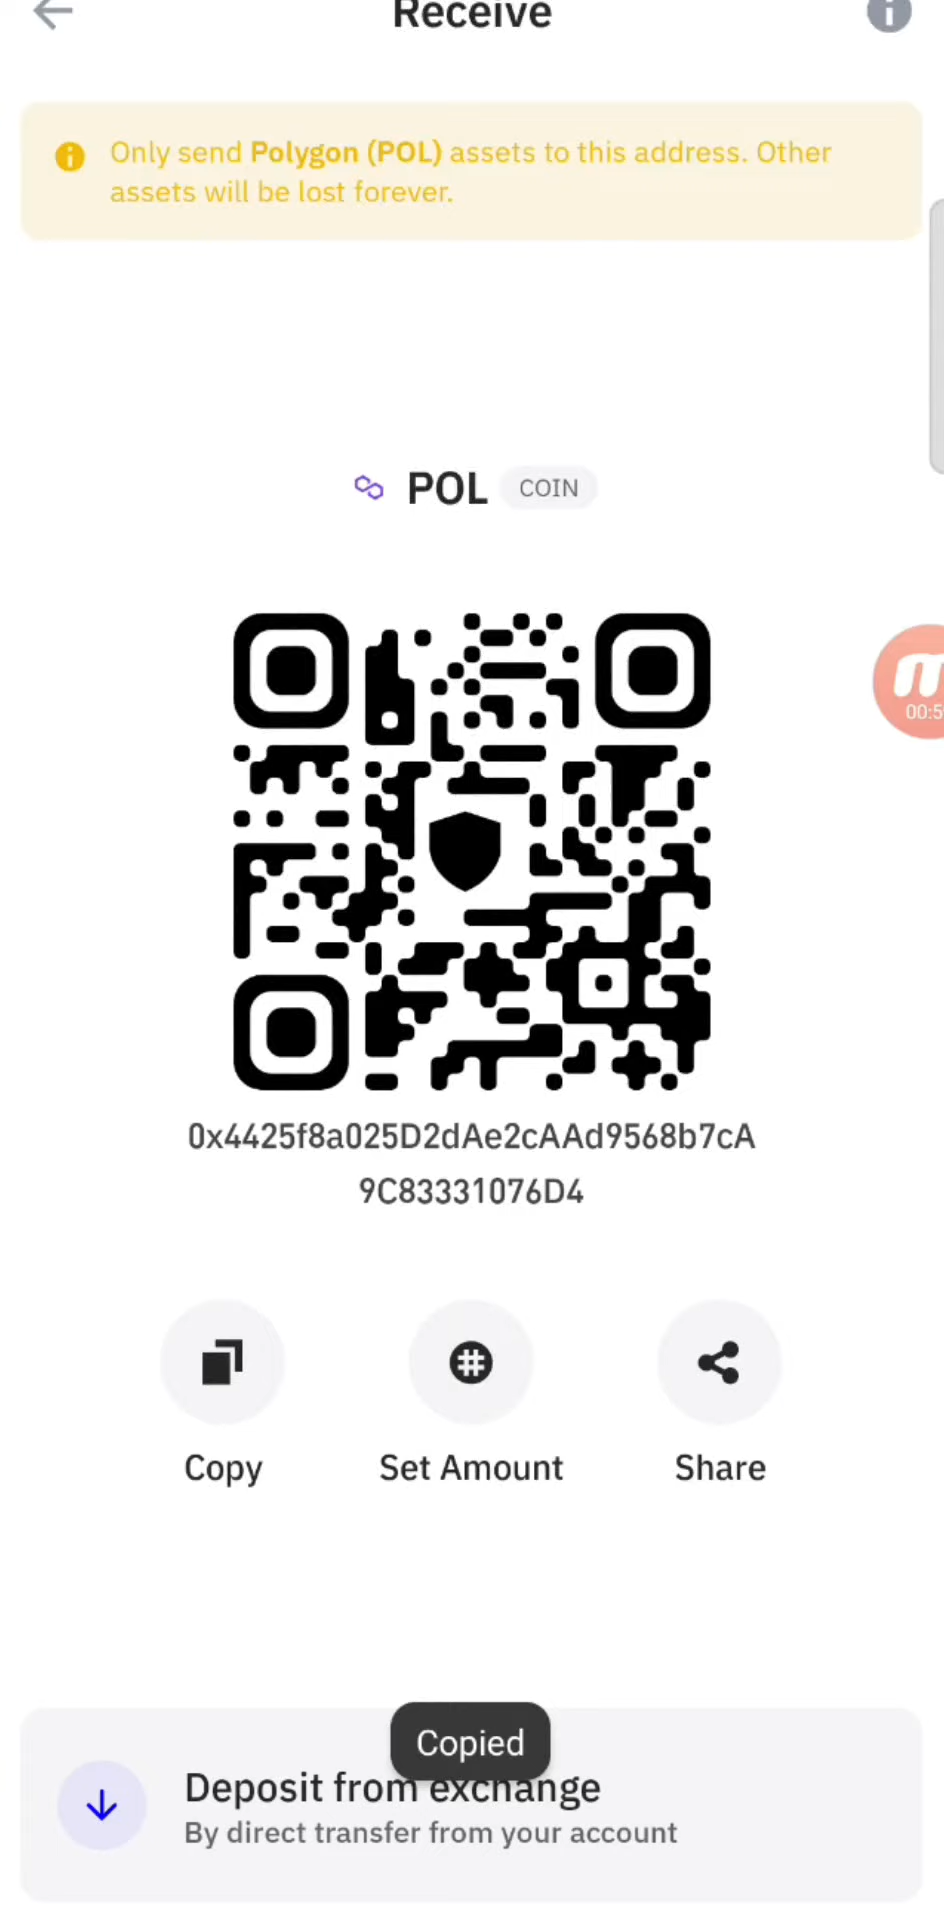 Receive
Only send Polygon (POL) assets to this address. Other
assets will be lost forever.
POL COIN
0x4425f8a025D2dAe2cAAd9568b7cA
9C83331076D4
Copy Set Amount Share
Copied
Deposit from exchange
By direct transfer from your account